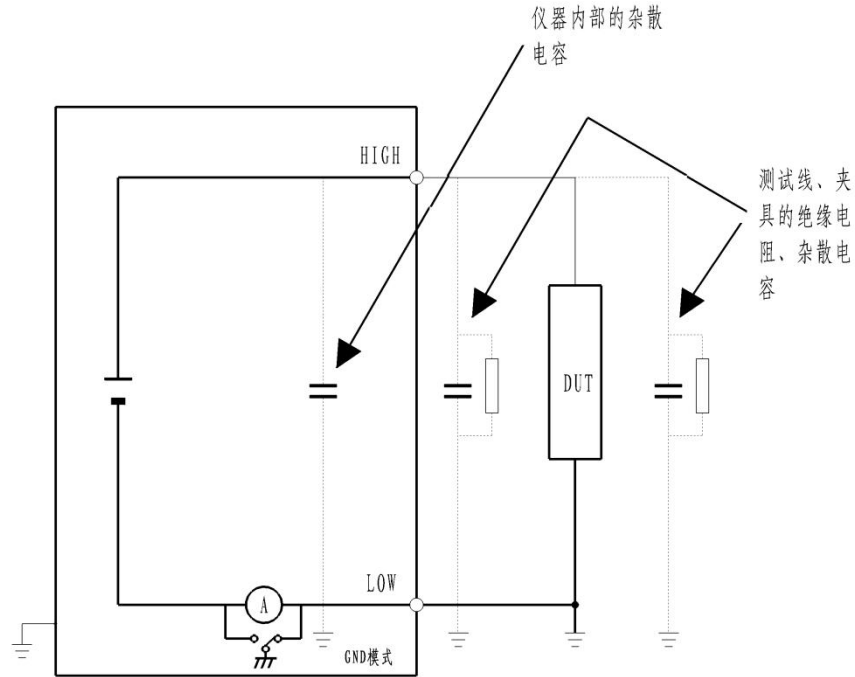 仪器内部的杂散
电容
HIGH
测试线、夹
具的绝缘电
阻、杂散电
容
DUT
LOW
A
GND模式